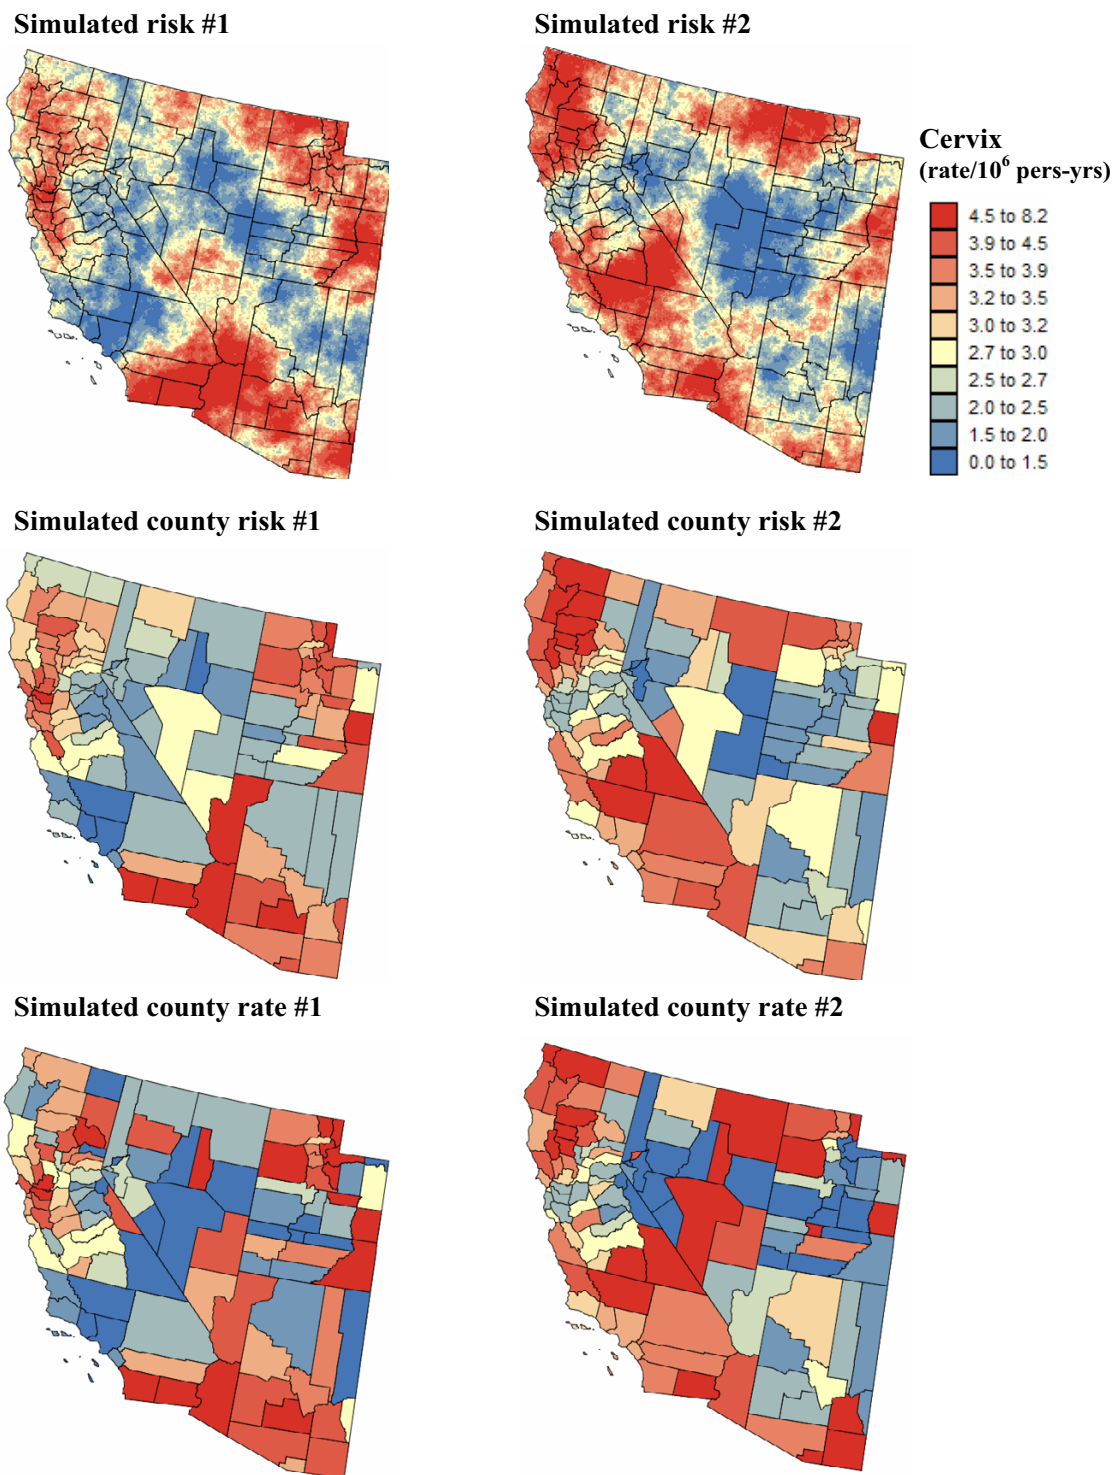 Simulated risk #1
Simulated risk #2
Cervix
(rate/10⁶ pers-yrs)
4.5 to 8.2
3.9 to 4.5
3.5 to 3.9
3.2 to 3.5
3.0 to 3.2
2.7 to 3.0
2.5 to 2.7
2.0 to 2.5
1.5 to 2.0
0.0 to 1.5
Simulated county risk #1
Simulated county risk #2
Simulated county rate #1
Simulated county rate #2